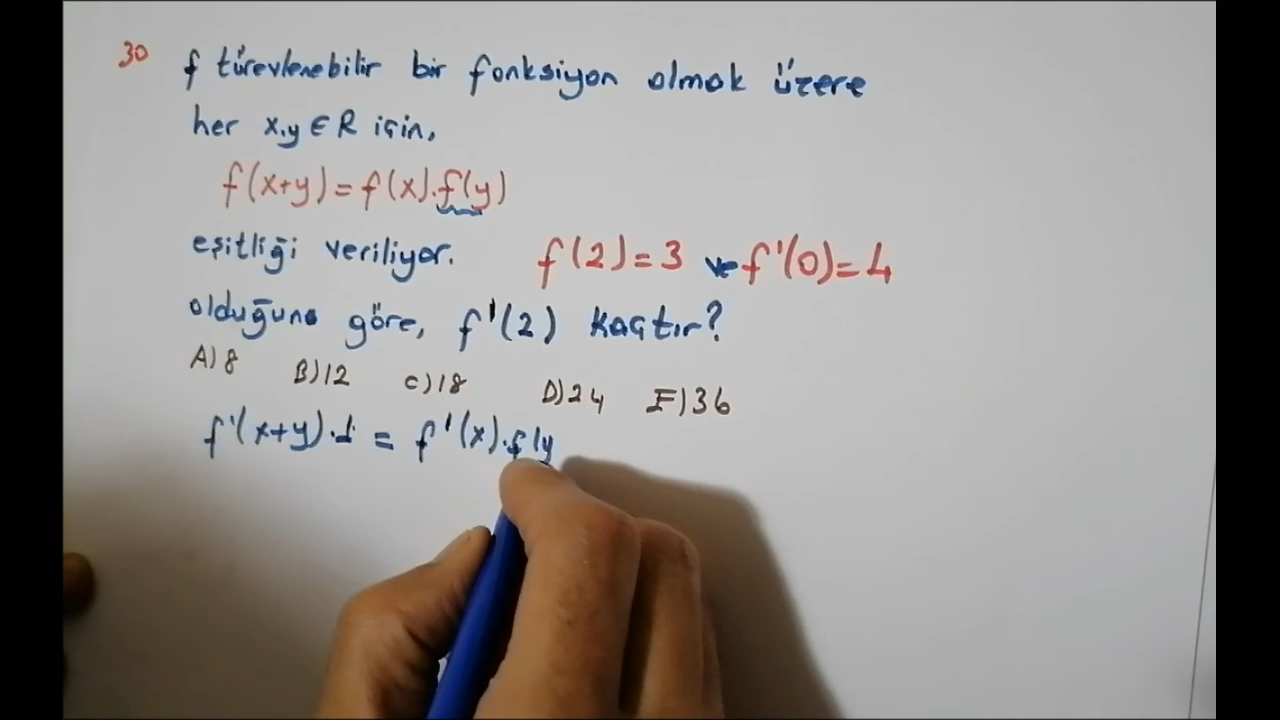 30 f türevlenebilir bir fonksiyon olmak üzere
her x,y ∈ R için,
f(x+y) = f(x).f(y)
eşitliği veriliyor. f(2) = 3 ve f'(0) = 4
olduğuna göre, f'(2) kaçtır?
A) 8 B) 12 C) 18 D) 24 E) 36
f'(x+y).1 = f'(x).f(y